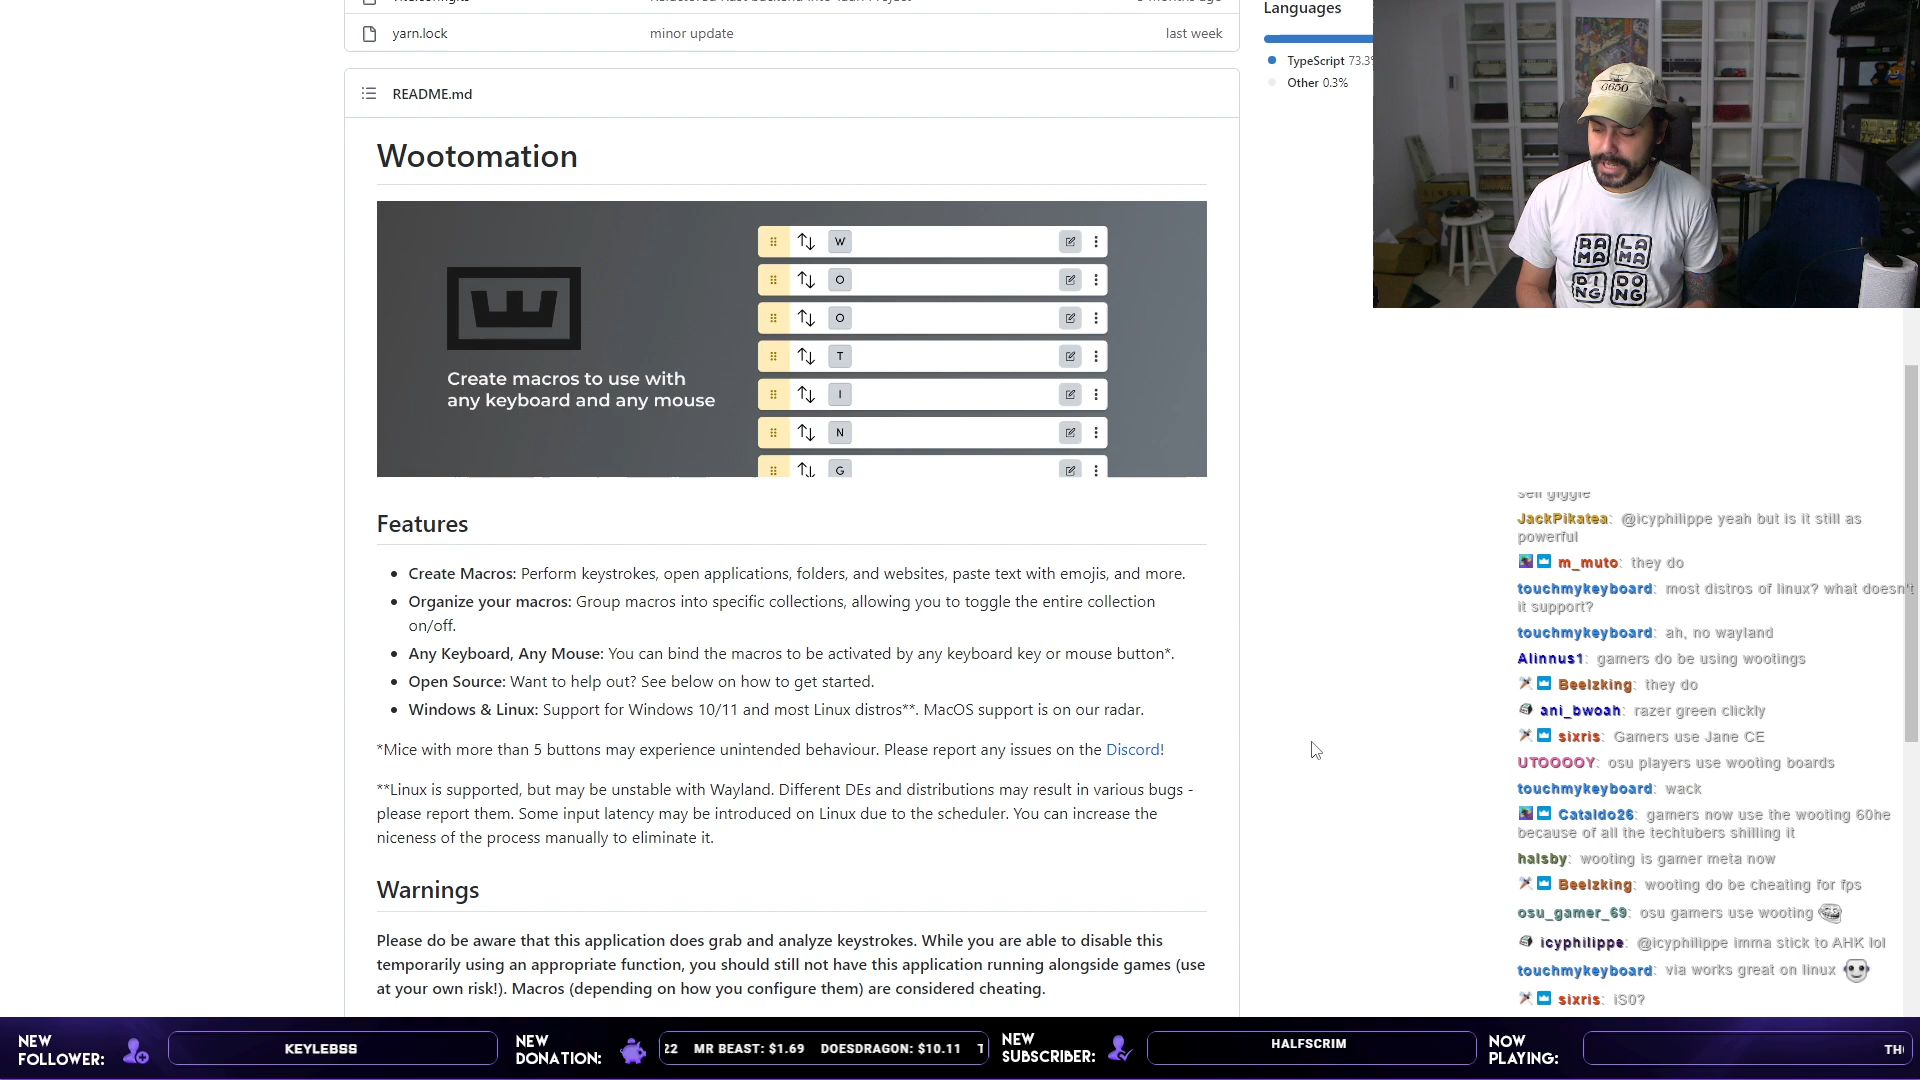 yarn.lock minor update last week
README.md
Wootomation
W
O
O
T
I
N
G
Create macros to use with
any keyboard and any mouse
Features
Create Macros: Perform keystrokes, open applications, folders, and websites, paste text with emojis, and more.
Organize your macros: Group macros into specific collections, allowing you to toggle the entire collection
on/off.
Any Keyboard, Any Mouse: You can bind the macros to be activated by any keyboard key or mouse button*.
Open Source: Want to help out? See below on how to get started.
Windows & Linux: Support for Windows 10/11 and most Linux distros**. MacOS support is on our radar.
*Mice with more than 5 buttons may experience unintended behaviour. Please report any issues on the Discord!
**Linux is supported, but may be unstable with Wayland. Different DEs and distributions may result in various bugs -
please report them. Some input latency may be introduced on Linux due to the scheduler. You can increase the
niceness of the process manually to eliminate it.
Warnings
Please do be aware that this application does grab and analyze keystrokes. While you are able to disable this
temporarily using an appropriate function, you should still not have this application running alongside games (use
at your own risk!). Macros (depending on how you configure them) are considered cheating.
Languages
TypeScript 73.3%
Other 0.3%
G650
RA LA
MA MA
DI DO
NG NG
JackPikatea: @icyphilippe yeah but is it still as
powerful
m_muto: they do
touchmykeyboard: most distros of linux? what doesn't
it support?
touchmykeyboard: ah, no wayland
Alinnus1: gamers do be using wootings
Beelzking: they do
ani_bwoah: razer green clickly
sixris: Gamers use Jane CE
UTOOOOY: osu players use wooting boards
touchmykeyboard: wack
Cataldo26: gamers now use the wooting 60he
because of all the techtubers shilling it
halsby: wooting is gamer meta now
Beelzking: wooting do be cheating for fps
osu_gamer_69: osu gamers use wooting
icyphilippe: @icyphilippe imma stick to AHK lol
touchmykeyboard: via works great on linux
sixris: iS0?
NEW
FOLLOWER:
KEYLEBSS
NEW
DONATION:
22 MR BEAST: $1.69 DOESDRAGON: $10.11
NEW
SUBSCRIBER:
HALFSCRIM
NOW
PLAYING:
TH